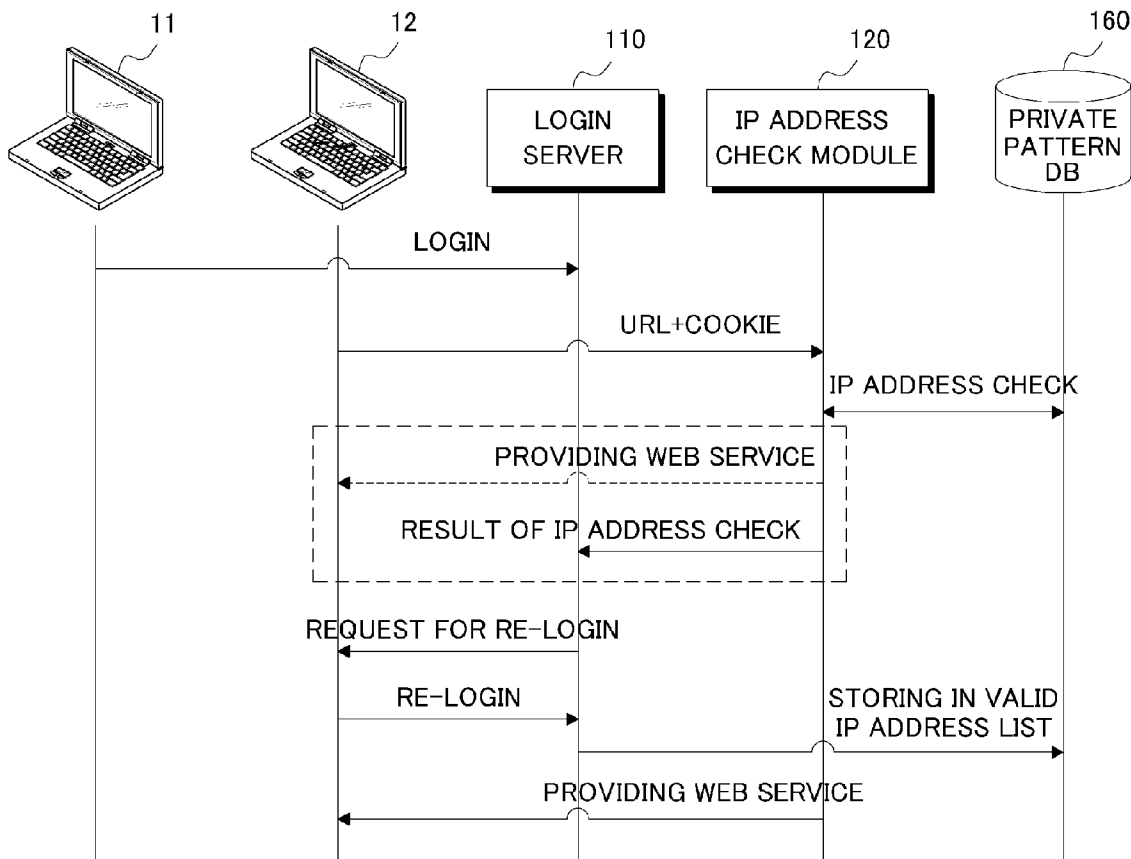 11
12
110
120
160
LOGIN
SERVER
IP ADDRESS
CHECK MODULE
PRIVATE
PATTERN
DB
LOGIN
URL+COOKIE
IP ADDRESS CHECK
PROVIDING WEB SERVICE
RESULT OF IP ADDRESS CHECK
REQUEST FOR RE-LOGIN
RE-LOGIN
STORING IN VALID
IP ADDRESS LIST
PROVIDING WEB SERVICE